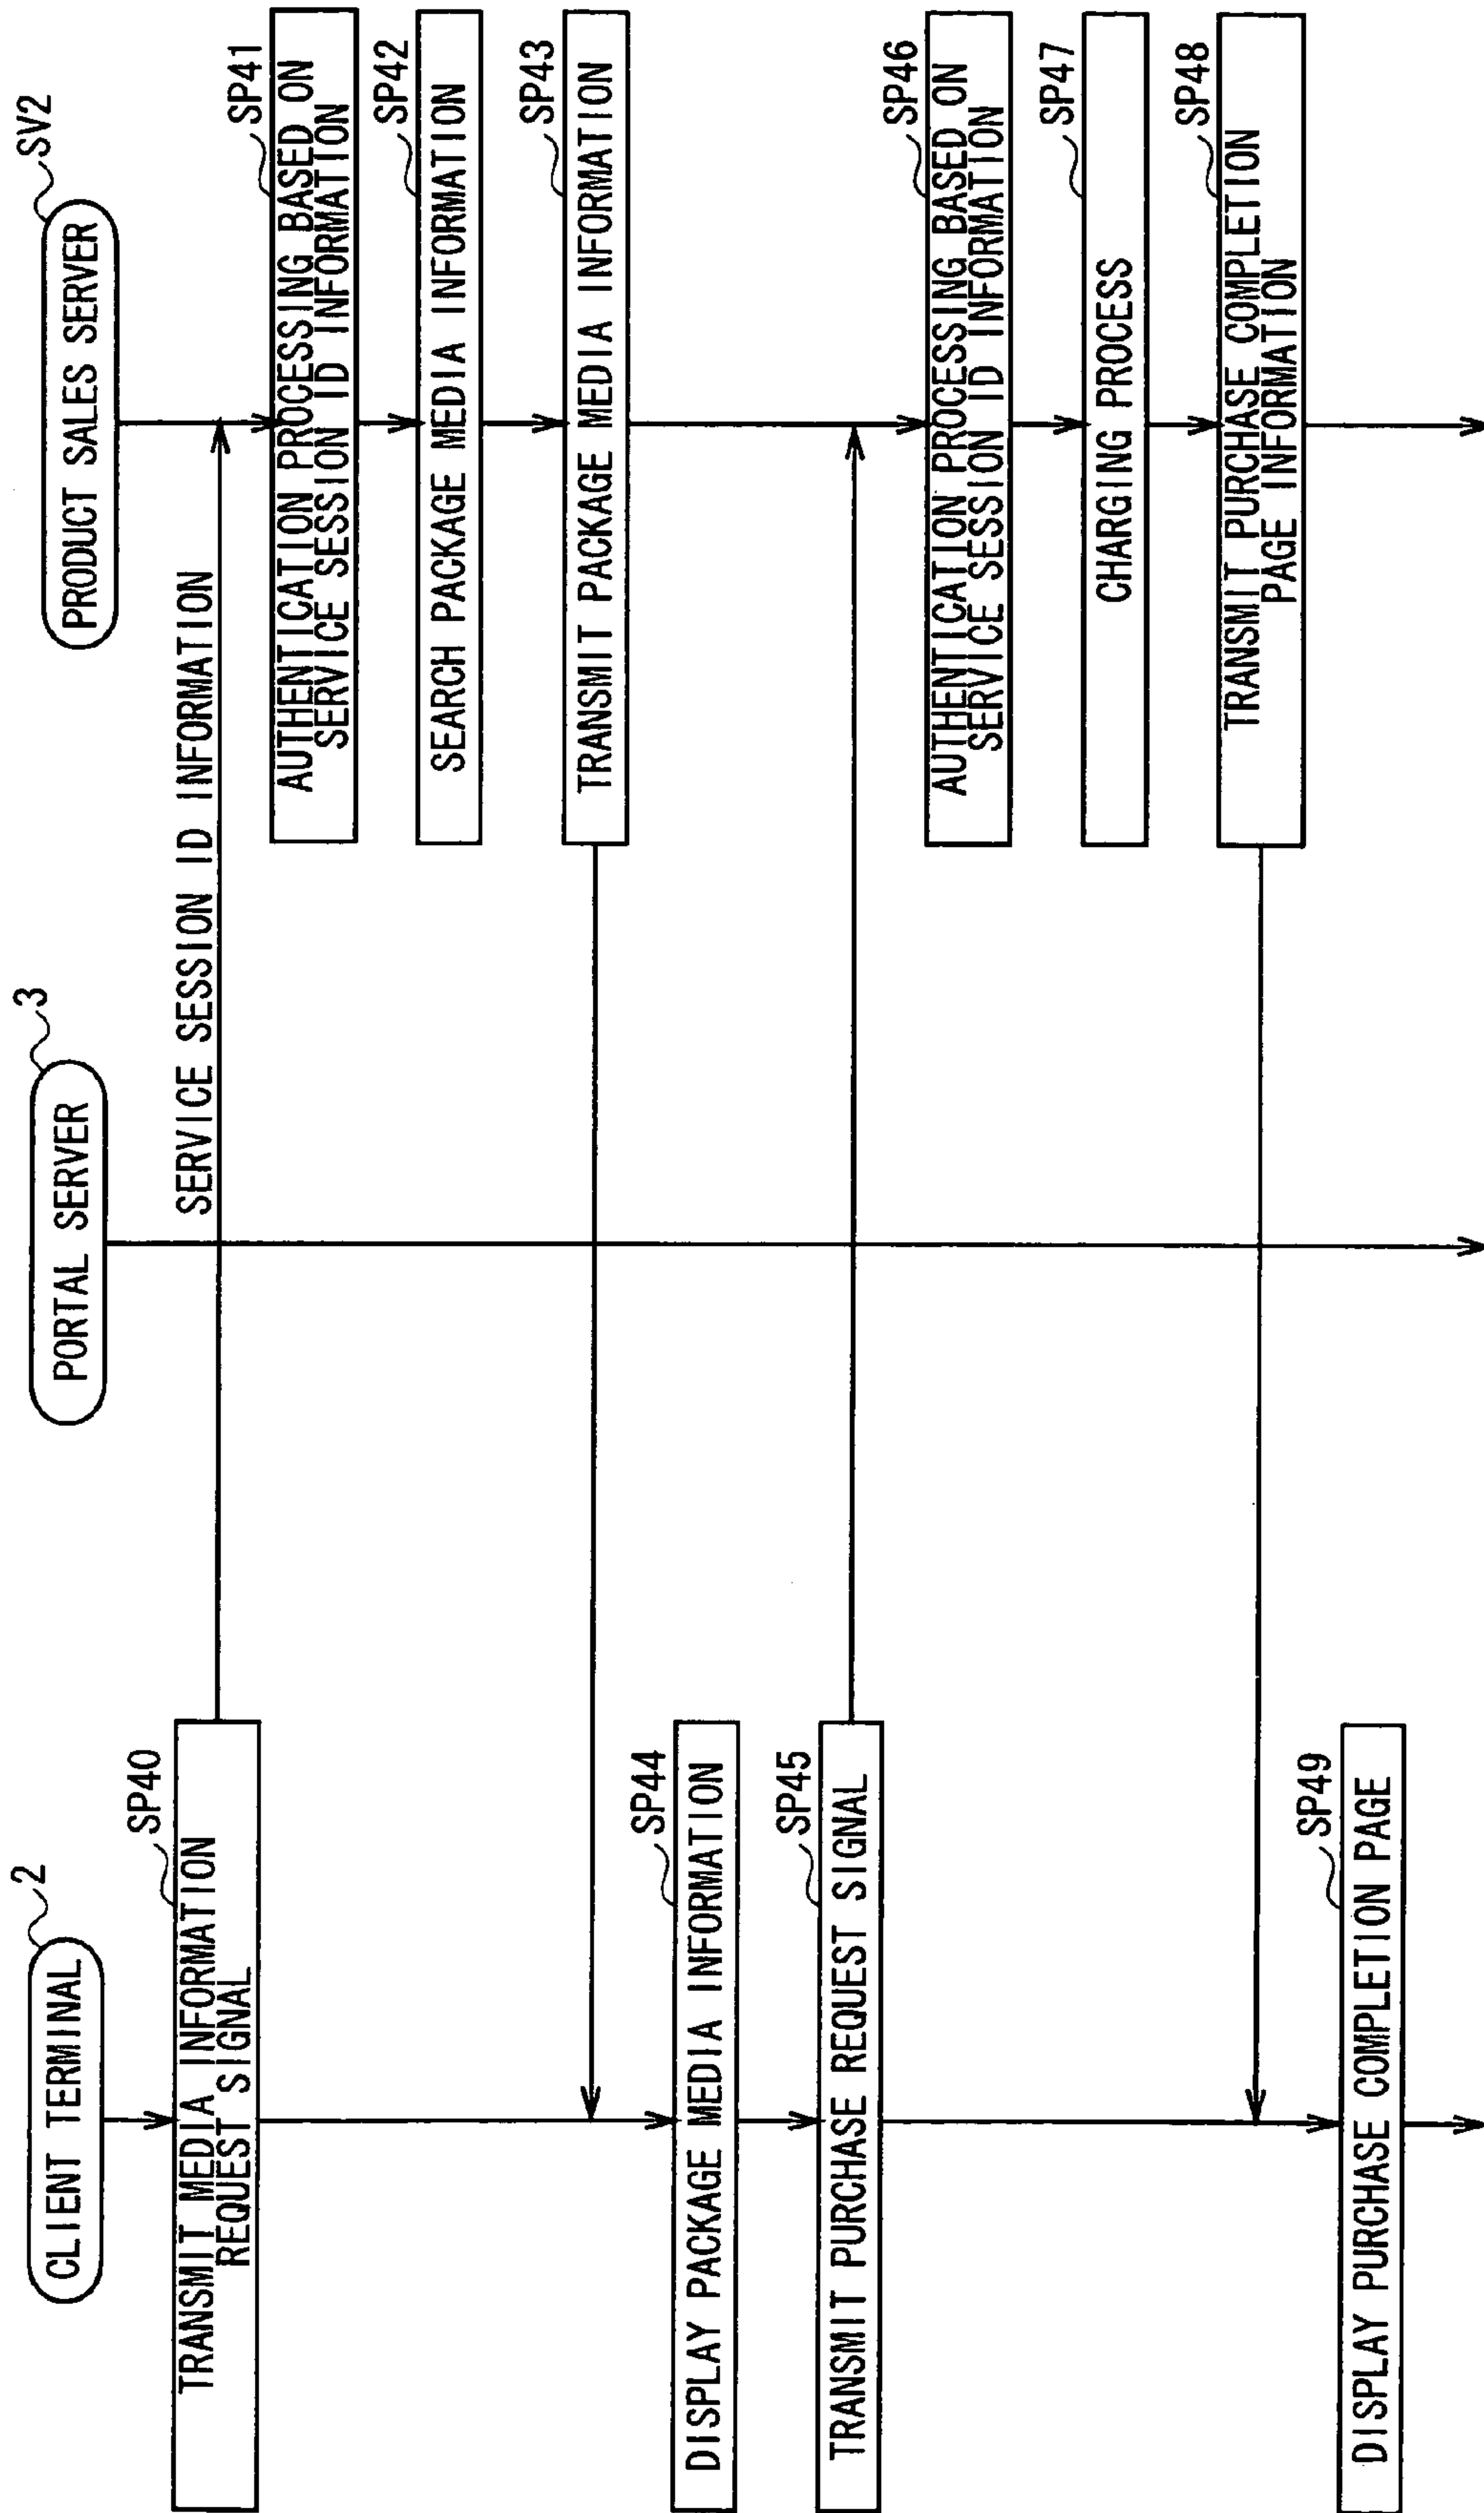 CLIENT TERMINAL
2
PORTAL SERVER
3
PRODUCT SALES SERVER
SV2
SP40
TRANSMIT MEDIA INFORMATION
REQUEST SIGNAL
SERVICE SESSION ID INFORMATION
SP41
AUTHENTICATION PROCESSING BASED ON
SERVICE SESSION ID INFORMATION
SP42
SEARCH PACKAGE MEDIA INFORMATION
SP43
TRANSMIT PACKAGE MEDIA INFORMATION
SP44
DISPLAY PACKAGE MEDIA INFORMATION
SP45
TRANSMIT PURCHASE REQUEST SIGNAL
SP46
AUTHENTICATION PROCESSING BASED ON
SERVICE SESSION ID INFORMATION
SP47
CHARGING PROCESS
SP48
TRANSMIT PURCHASE COMPLETION
PAGE INFORMATION
SP49
DISPLAY PURCHASE COMPLETION PAGE